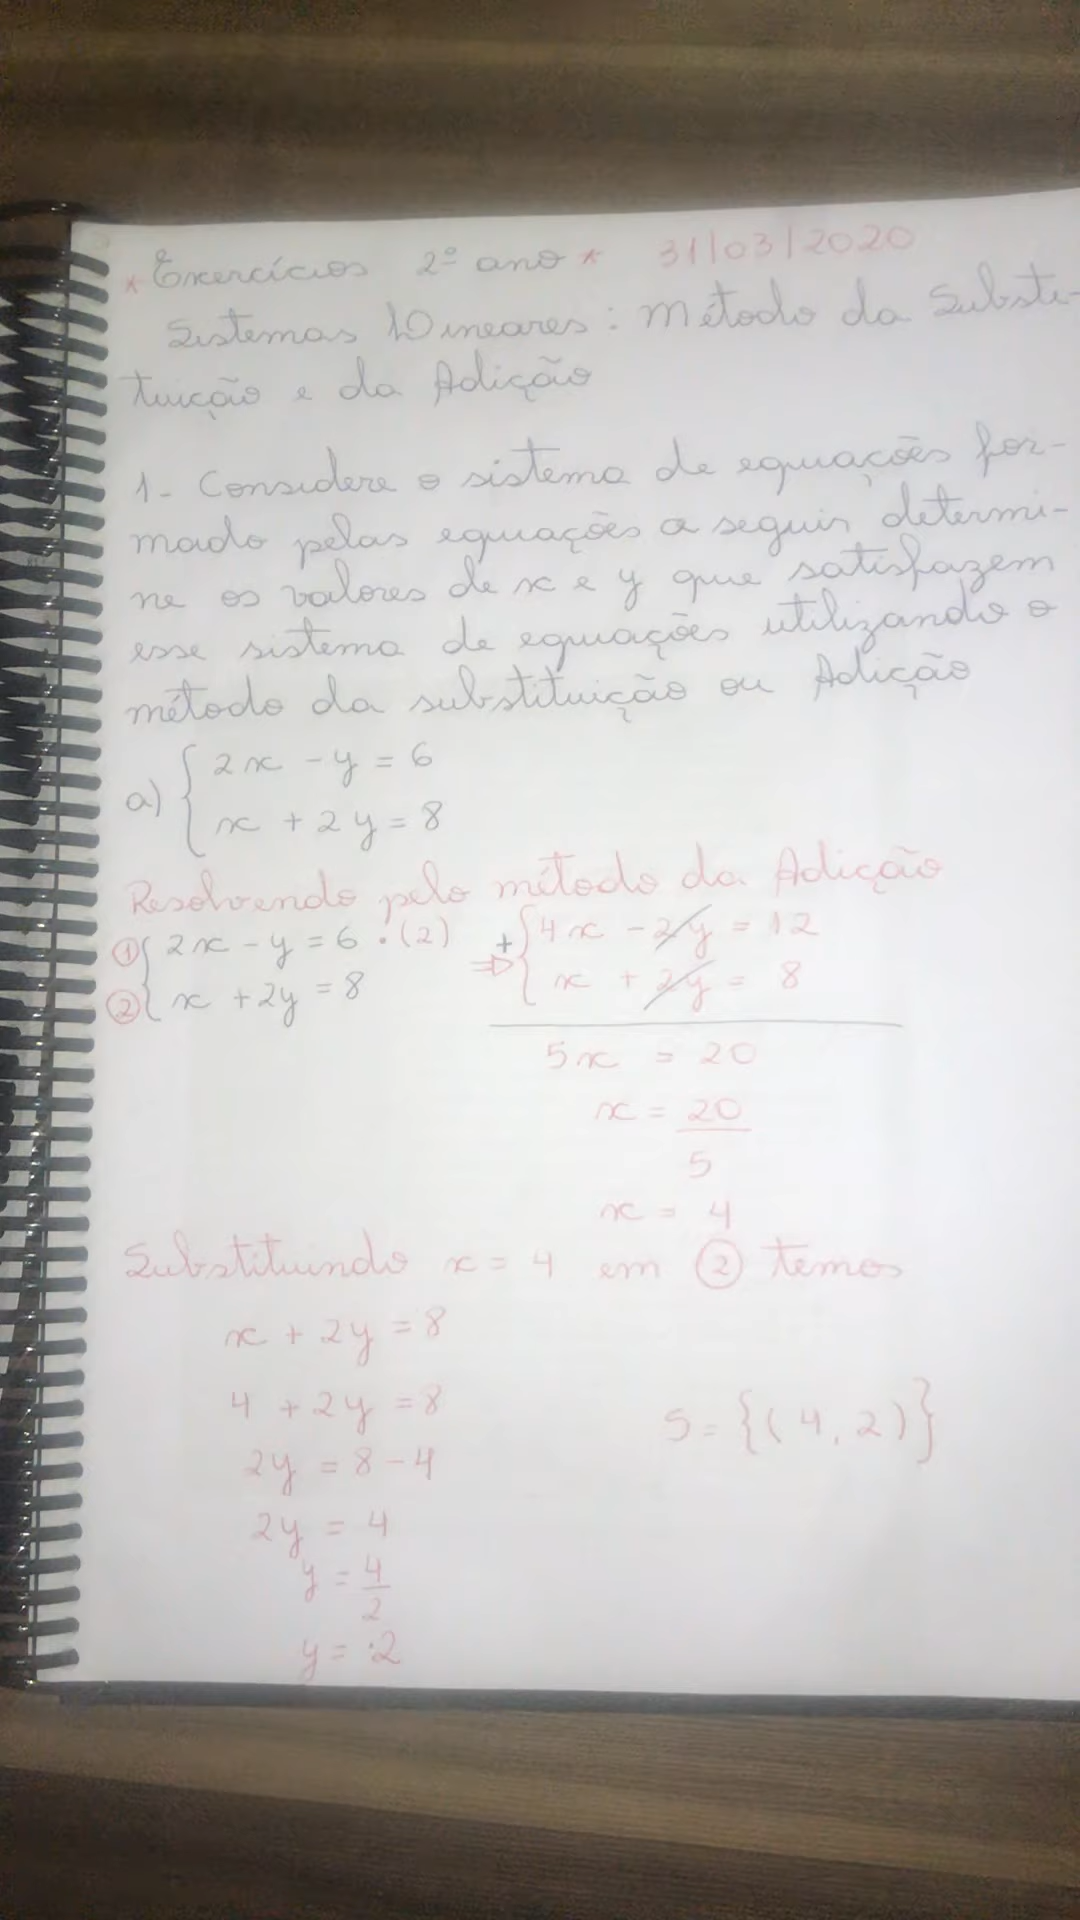 * Exercícios 2º ano * 31/03/2020
Sistemas Lineares: Método da Substi-
tuição e da Adição
1- Considere o sistema de equações for-
mado pelas equações a seguir determi-
ne os valores de x e y que satisfazem
esse sistema de equações utilizando o
método da substituição ou Adição
a) { 2x - y = 6
x + 2y = 8
Resolvendo pelo método da Adição
① { 2x - y = 6 · (2) + ⇒ { 4x - 2y = 12
② { x + 2y = 8 x + 2y = 8
5x = 20
x = 20
5
x = 4
Substituindo x = 4 em ② temos
x + 2y = 8
4 + 2y = 8 S = {(4, 2)}
2y = 8 - 4
2y = 4
y = 4
2
y = 2